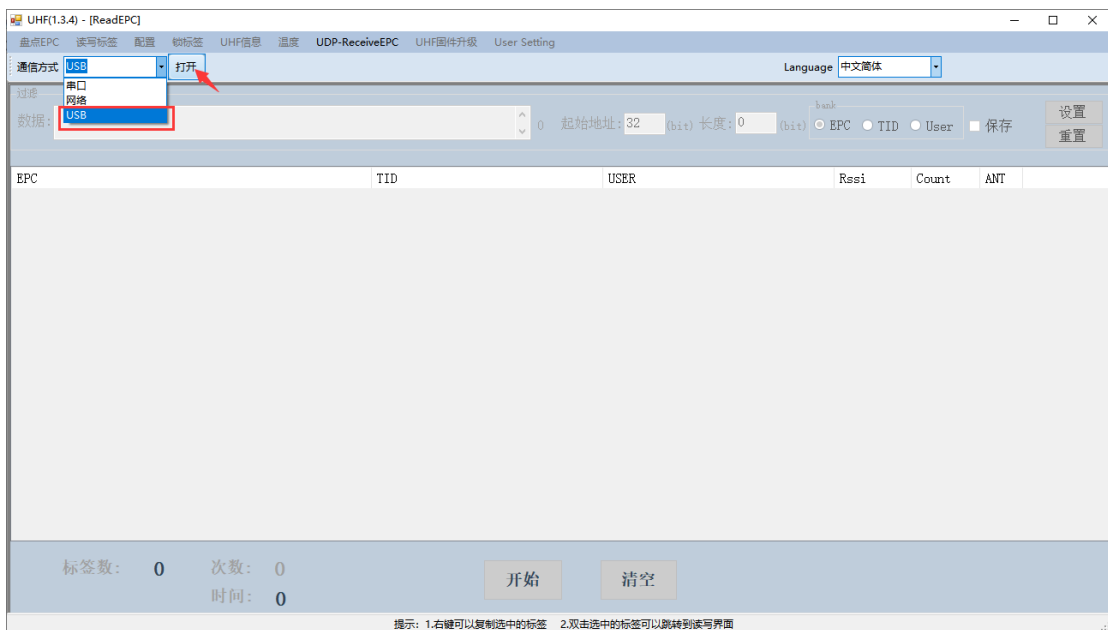 UHF(1.3.4) - [ReadEPC]
盘点EPC 读写标签 配置 锁标签 UHF信息 温度 UDP-ReceiveEPC UHF固件升级 User Setting
通信方式 USB 打开 Language 中文简体
串口
网络
USB
过滤
数据: 0 起始地址: 32 (bit) 长度: 0 (bit) bank EPC TID User 保存
设置
重置
EPC TID USER Rssi Count ANT
标签数: 0 次数: 0
时间: 0
开始 清空
提示: 1.右键可以复制选中的标签 2.双击选中的标签可以跳转到读写界面